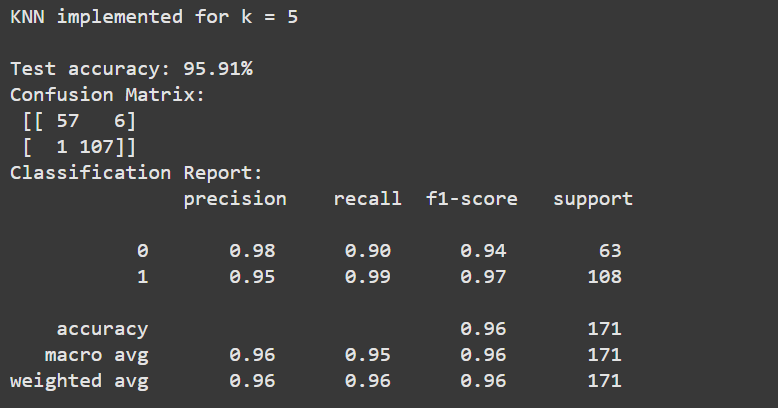 KNN implemented for k = 5
Test accuracy: 95.91%
Confusion Matrix:
[[ 57   6]
[  1 107]]
Classification Report:
precision    recall  f1-score   support
0       0.98      0.90      0.94        63
1       0.95      0.99      0.97       108
accuracy                           0.96       171
macro avg       0.96      0.95      0.96       171
weighted avg       0.96      0.96      0.96       171